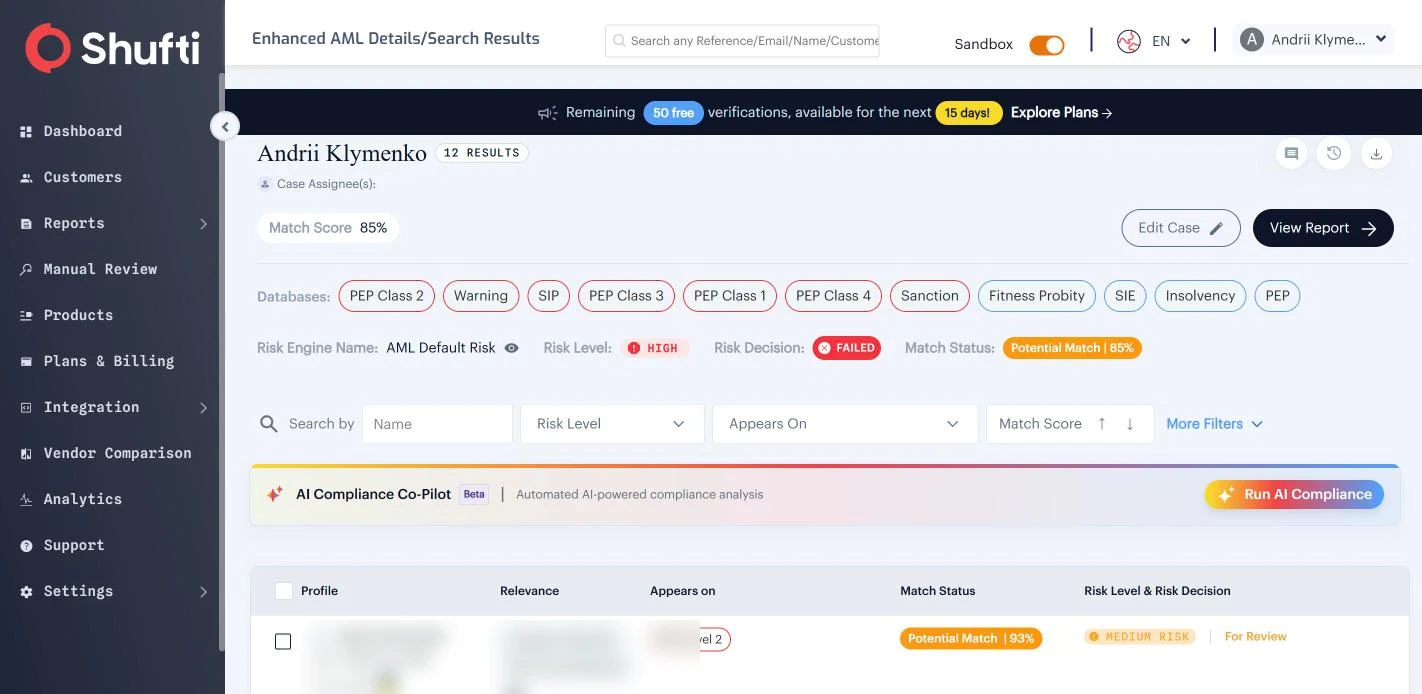 Shufti
Enhanced AML Details/Search Results
Search any Reference/Email/Name/Custome
Sandbox
EN
A
Andrii Klyme...
Remaining 50 free verifications, available for the next 15 days! Explore Plans →
Dashboard
Customers
Reports
Manual Review
Products
Plans & Billing
Integration
Vendor Comparison
Analytics
Support
Settings
Andrii Klymenko 12 RESULTS
Case Assignee(s):
Match Score 85%
Edit Case
View Report →
Databases: PEP Class 2 Warning SIP PEP Class 3 PEP Class 1 PEP Class 4 Sanction Fitness Probity SIE Insolvency PEP
Risk Engine Name: AML Default Risk Risk Level: HIGH Risk Decision: FAILED Match Status: Potential Match | 85%
Search by Name Risk Level Appears On Match Score ↑ ↓ More Filters
AI Compliance Co-Pilot Beta | Automated AI-powered compliance analysis Run AI Compliance
Profile Relevance Appears on Match Status Risk Level & Risk Decision
2 Potential Match | 93% MEDIUM RISK For Review